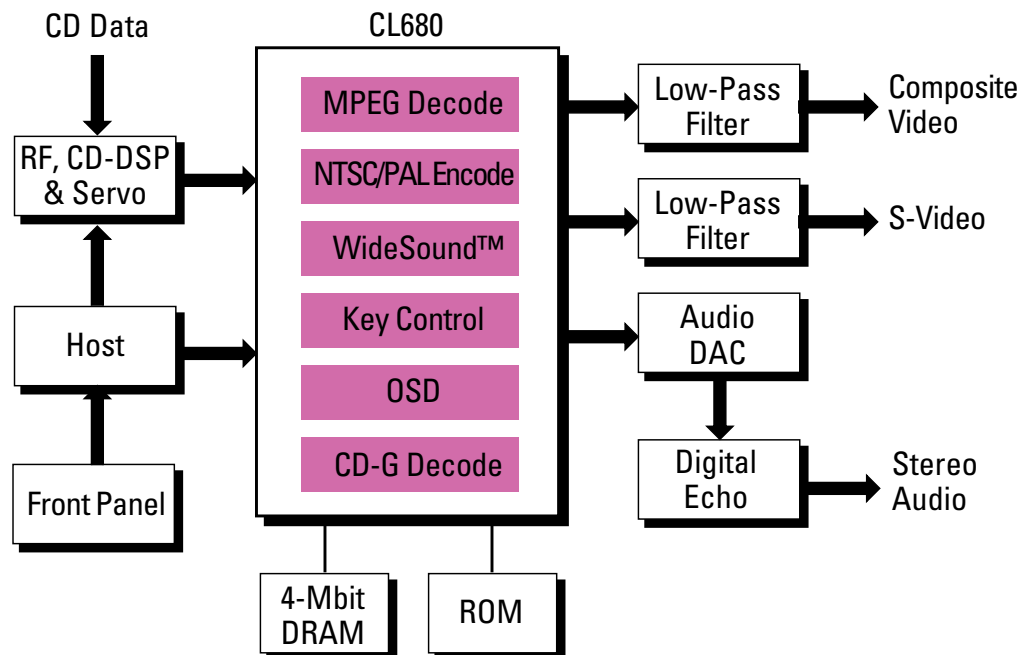 CD Data
RF, CD-DSP
& Servo
Host
Front Panel
CL680
MPEG Decode
NTSC/PAL Encode
WideSound™
Key Control
OSD
CD-G Decode
4-Mbit
DRAM
ROM
Low-Pass
Filter
Composite
Video
Low-Pass
Filter
S-Video
Audio
DAC
Digital
Echo
Stereo
Audio